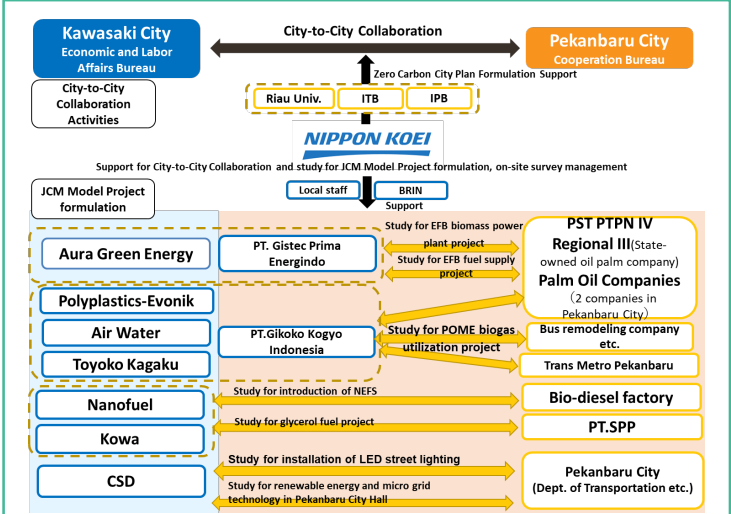 Kawasaki City
Economic and Labor
Affairs Bureau
City-to-City Collaboration
Pekanbaru City
Cooperation Bureau
Zero Carbon City Plan Formulation Support
City-to-City
Collaboration
Activities
Riau Univ.
ITB
IPB
NIPPON KOEI
Support for City-to-City Collaboration and study for JCM Model Project formulation, on-site survey management
JCM Model Project
formulation
Local staff
BRIN
Support
Aura Green Energy
PT. Gistec Prima
Energindo
Study for EFB biomass power
plant project
Study for EFB fuel supply
project
PST PTPN IV
Regional III(State-
owned oil palm company)
Palm Oil Companies
（2 companies in
Pekanbaru City）
Polyplastics-Evonik
Air Water
Toyoko Kagaku
PT.Gikoko Kogyo
Indonesia
Study for POME biogas
utilization project
Bus remodeling company
etc.
Trans Metro Pekanbaru
Nanofuel
Study for introduction of NEFS
Bio-diesel factory
Kowa
Study for glycerol fuel project
PT.SPP
CSD
Study for installation of LED street lighting
Study for renewable energy and micro grid
technology in Pekanbaru City Hall
Pekanbaru City
(Dept. of Transportation etc.)